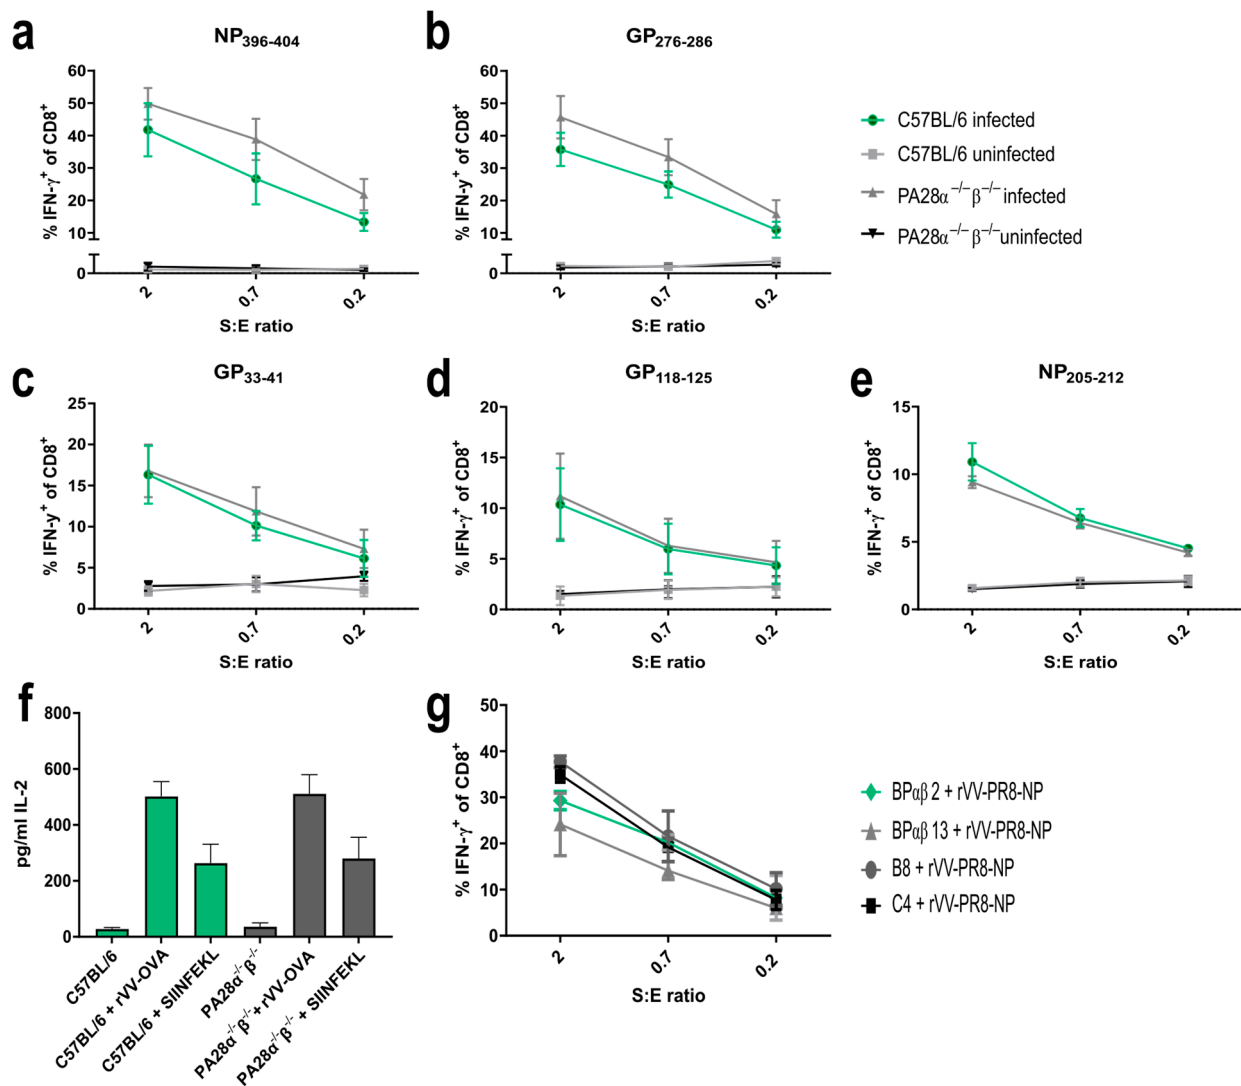 a
NP396-404
60
50
40
30
20
10
0
% IFN-γ+ of CD8+
2
0.7
0.2
S:E ratio
b
GP276-286
60
50
40
30
20
10
0
% IFN-y+ of CD8+
2
0.7
0.2
S:E ratio
C57BL/6 infected
C57BL/6 uninfected
PA28α−/−β−/− infected
PA28α−/−β−/−uninfected
c
GP33-41
25
20
15
10
5
0
% IFN-y+ of CD8+
2
0.7
0.2
S:E ratio
d
GP118-125
20
15
10
5
0
% IFN-γ+ of CD8+
2
0.7
0.2
S:E ratio
e
NP205-212
15
10
5
0
% IFN-γ+ of CD8+
2
0.7
0.2
S:E ratio
f
800
600
400
200
0
pg/ml IL-2
C57BL/6
C57BL/6 + rVV-OVA
C57BL/6 + SIINFEKL
PA28α-/-β-/-
PA28α-/-β-/-+ rVV-OVA
PA28α-/-β-/- + SIINFEKL
g
50
40
30
20
10
0
% IFN-γ+ of CD8+
2
0.7
0.2
S:E ratio
BPαβ 2 + rVV-PR8-NP
BPαβ 13 + rVV-PR8-NP
B8 + rVV-PR8-NP
C4 + rVV-PR8-NP